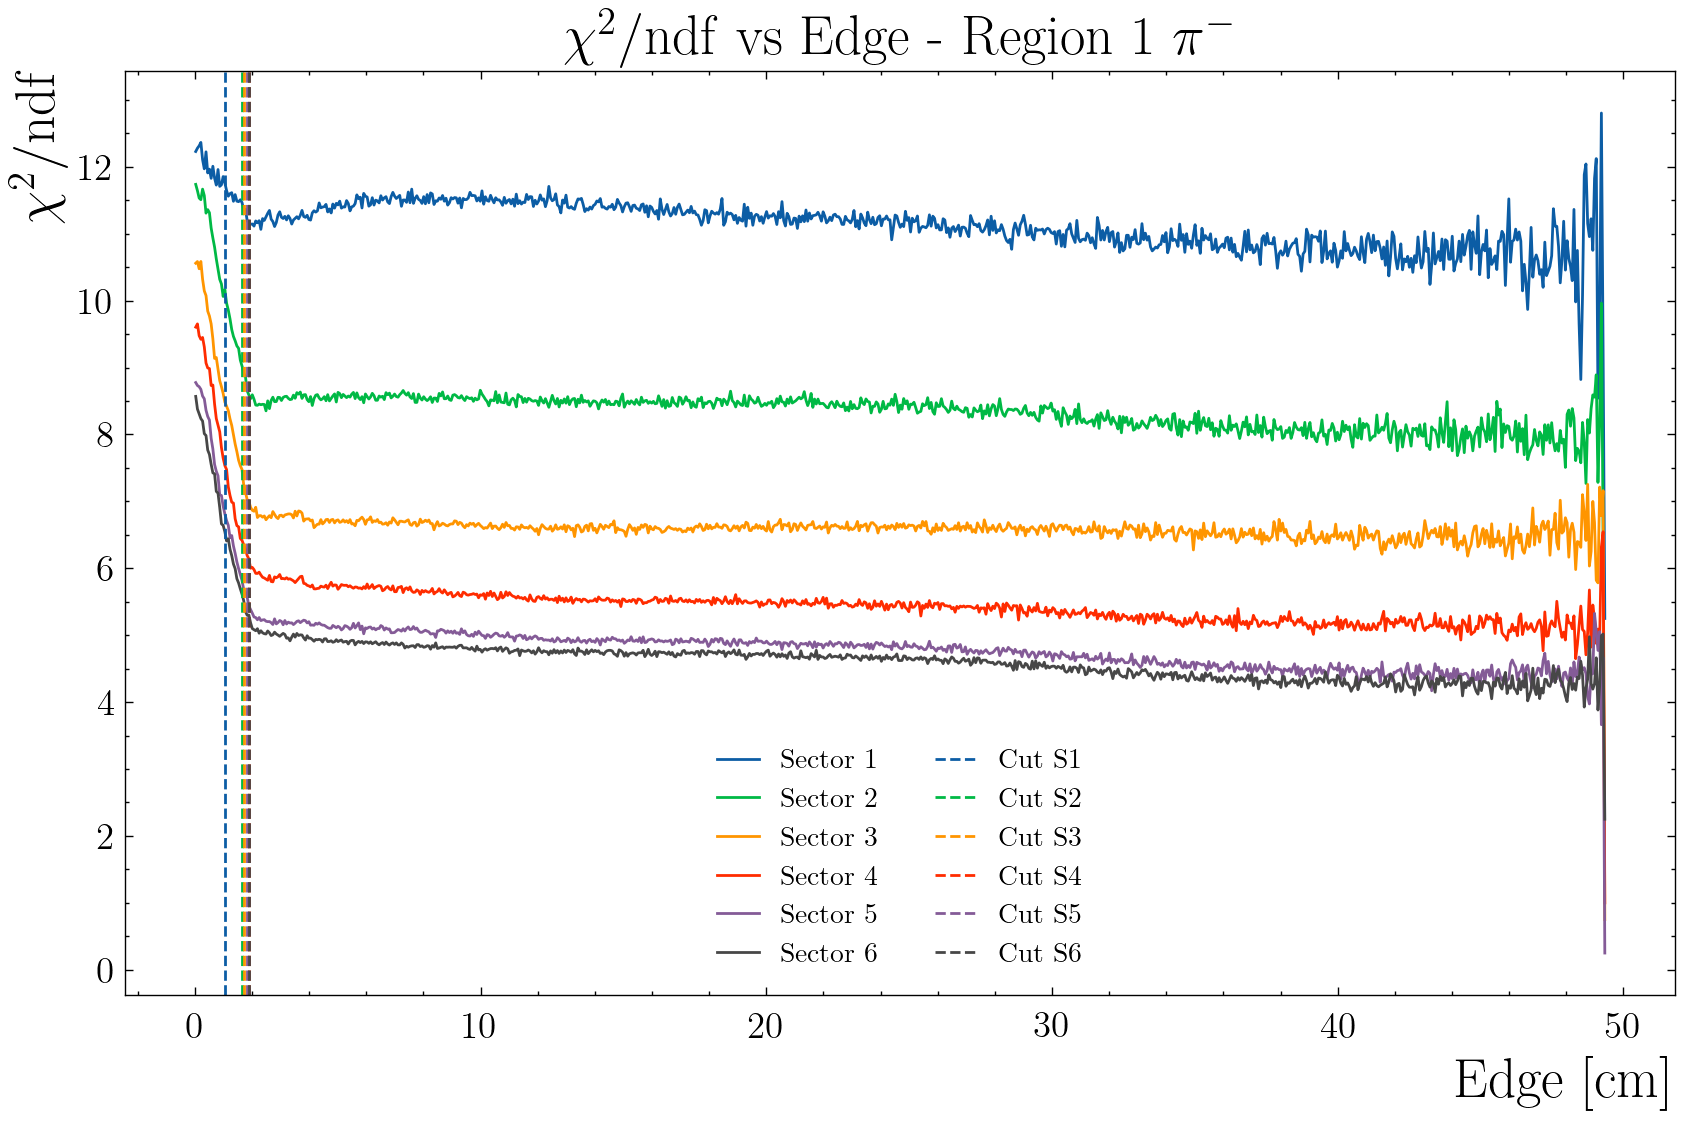 χ²/ndf vs Edge - Region 1 π⁻
χ²/ndf
12
10
8
6
4
2
0
Sector 1 Cut S1
Sector 2 Cut S2
Sector 3 Cut S3
Sector 4 Cut S4
Sector 5 Cut S5
Sector 6 Cut S6
0 10 20 30 40 50
Edge [cm]